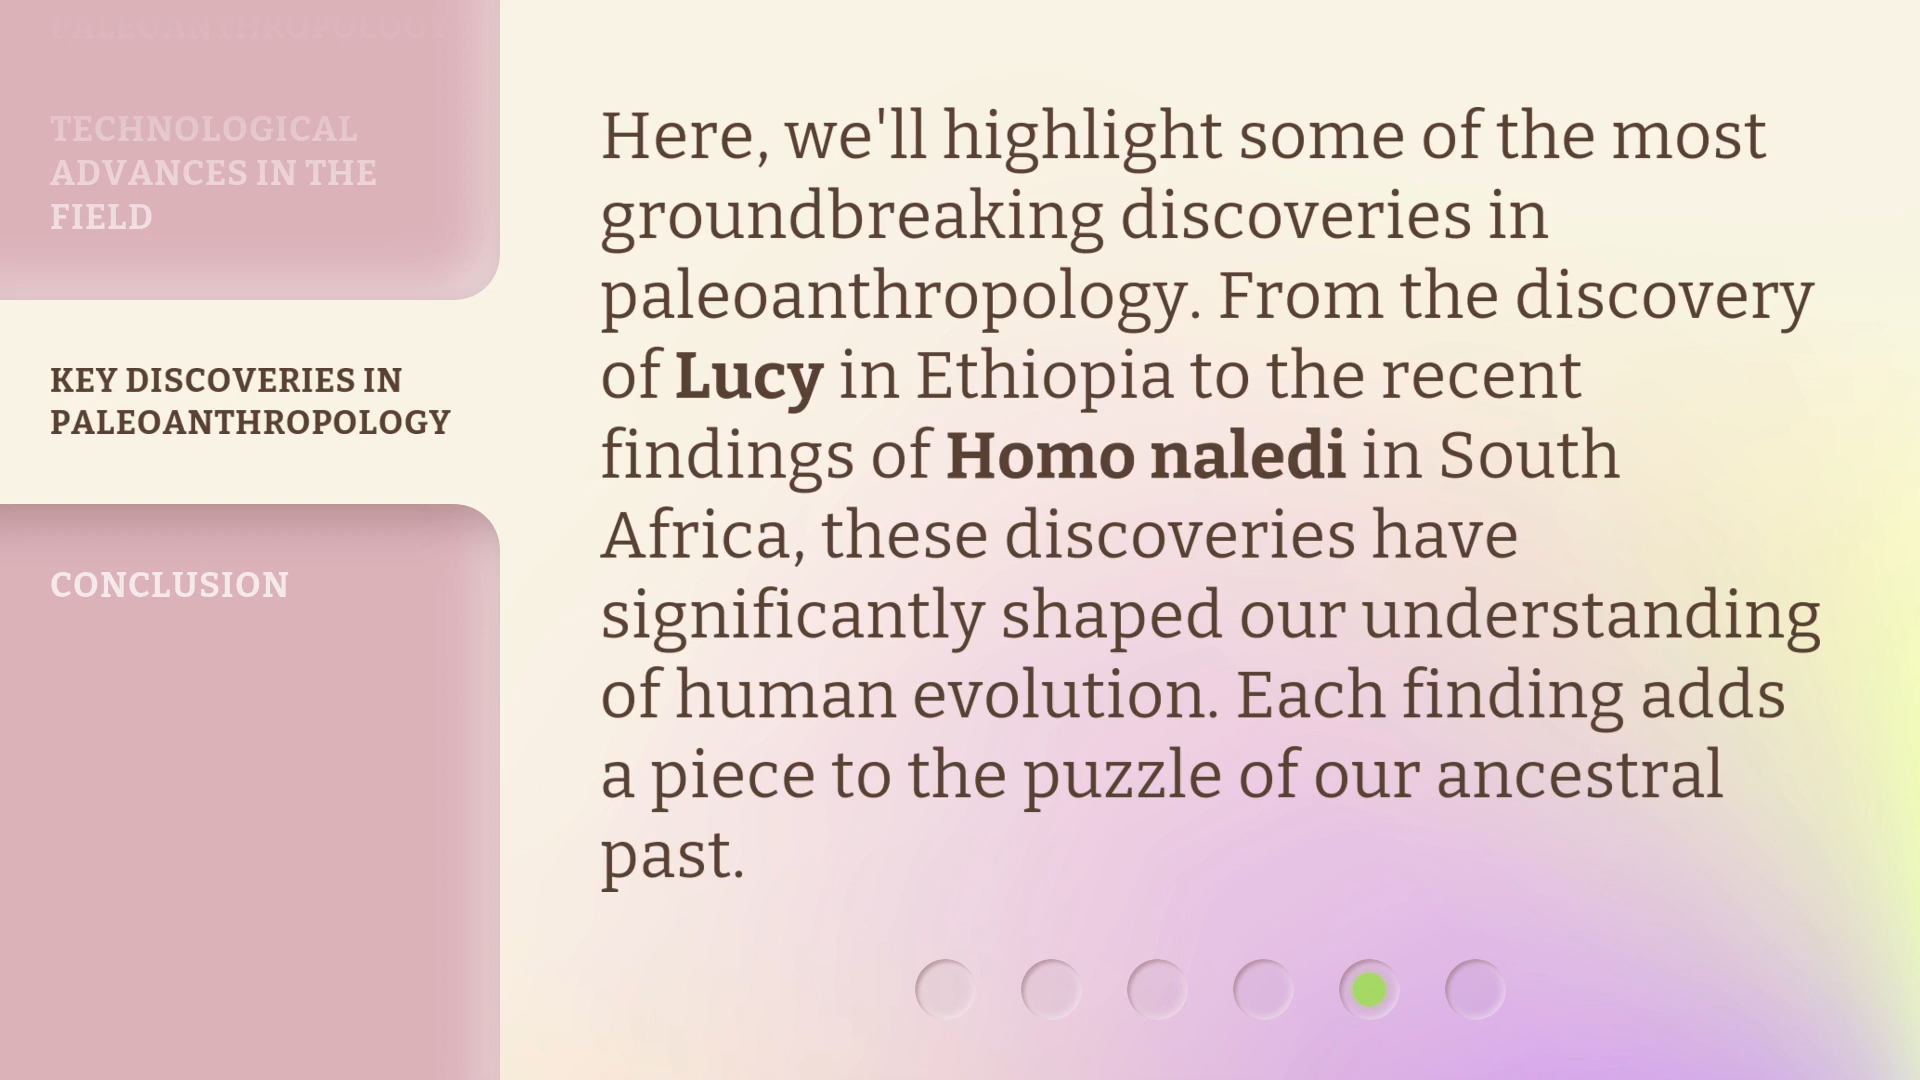 PALEOANTHROPOLOGY
TECHNOLOGICAL
ADVANCES IN THE
FIELD
KEY DISCOVERIES IN
PALEOANTHROPOLOGY
CONCLUSION
Here, we'll highlight some of the most
groundbreaking discoveries in
paleoanthropology. From the discovery
of Lucy in Ethiopia to the recent
findings of Homo naledi in South
Africa, these discoveries have
significantly shaped our understanding
of human evolution. Each finding adds
a piece to the puzzle of our ancestral
past.